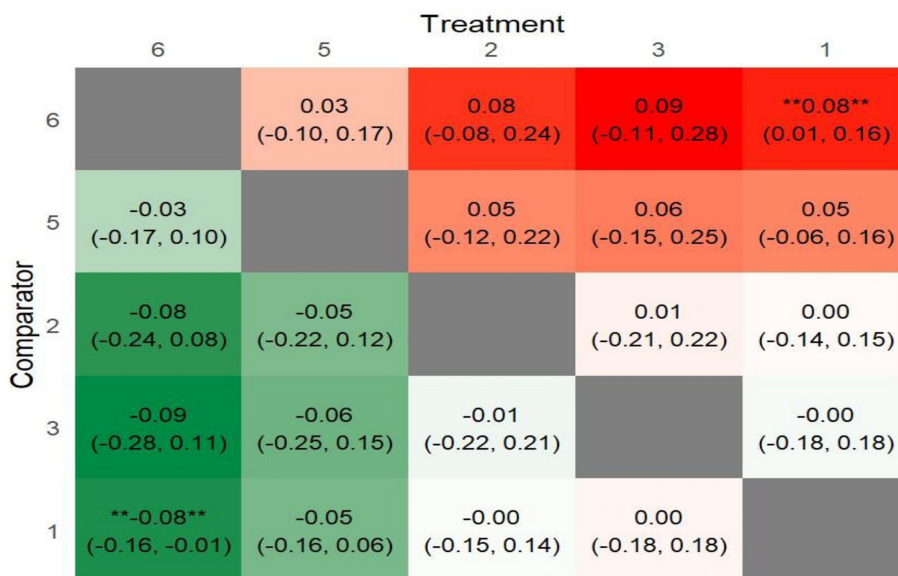 Treatment
6 5 2 3 1
6 0.03 0.08 0.09 **0.08**
(-0.10, 0.17) (-0.08, 0.24) (-0.11, 0.28) (0.01, 0.16)
5 -0.03 0.05 0.06 0.05
(-0.17, 0.10) (-0.12, 0.22) (-0.15, 0.25) (-0.06, 0.16)
Comparator
2 -0.08 -0.05 0.01 0.00
(-0.24, 0.08) (-0.22, 0.12) (-0.21, 0.22) (-0.14, 0.15)
3 -0.09 -0.06 -0.01 -0.00
(-0.28, 0.11) (-0.25, 0.15) (-0.22, 0.21) (-0.18, 0.18)
1 **-0.08** -0.05 -0.00 0.00
(-0.16, -0.01) (-0.16, 0.06) (-0.15, 0.14) (-0.18, 0.18)